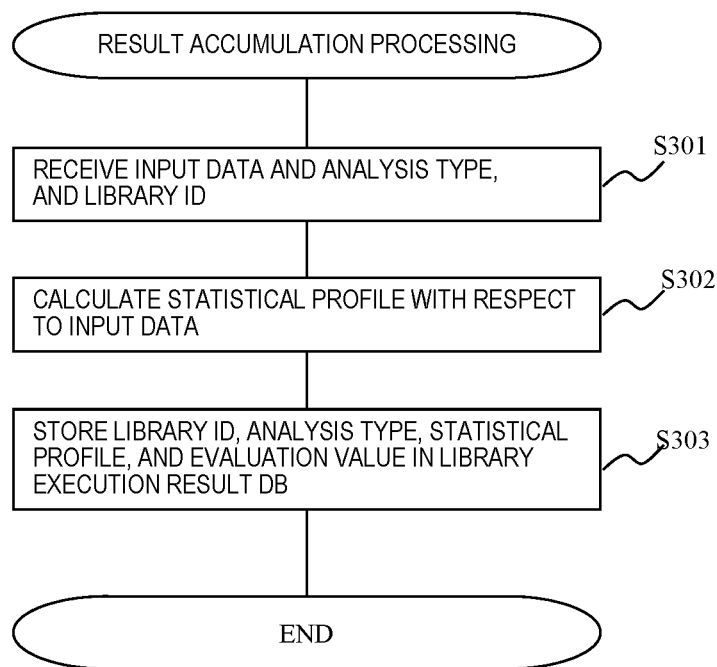 RESULT ACCUMULATION PROCESSING
S301
RECEIVE INPUT DATA AND ANALYSIS TYPE,
AND LIBRARY ID
S302
CALCULATE STATISTICAL PROFILE WITH RESPECT
TO INPUT DATA
S303
STORE LIBRARY ID, ANALYSIS TYPE, STATISTICAL
PROFILE, AND EVALUATION VALUE IN LIBRARY
EXECUTION RESULT DB
END